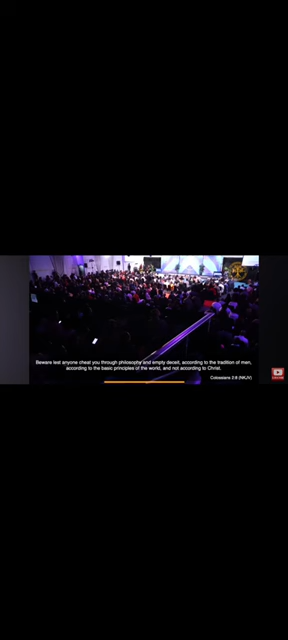 Beware lest anyone cheat you through philosophy and empty deceit, according to the tradition of men,
according to the basic principles of the world, and not according to Christ.
Colossians 2:8 (NKJV)